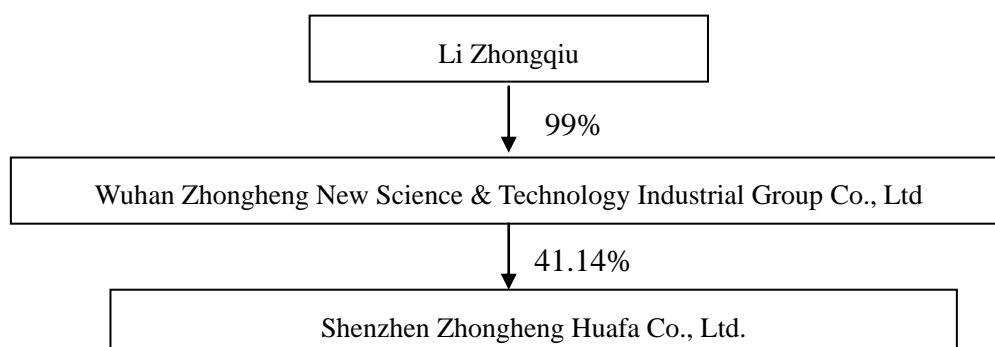 Li Zhongqiu
99%
Wuhan Zhongheng New Science & Technology Industrial Group Co., Ltd
41.14%
Shenzhen Zhongheng Huafa Co., Ltd.